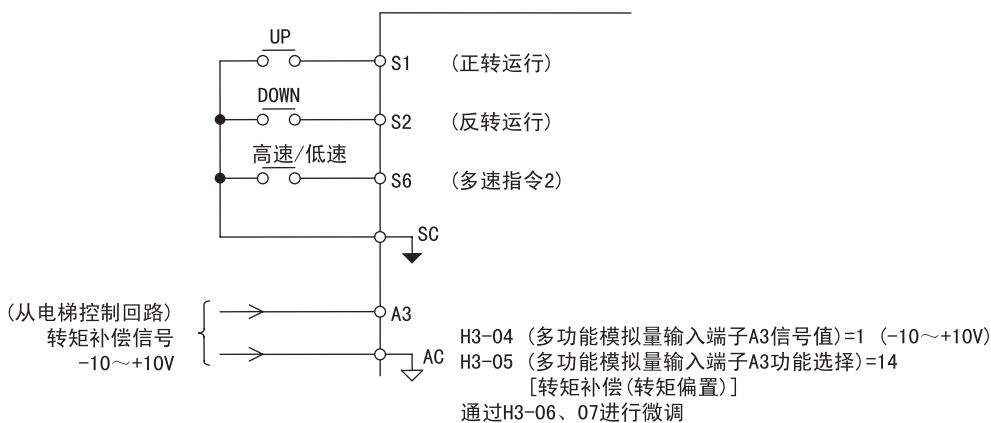 UP
S1 (正转运行)
DOWN
S2 (反转运行)
高速/低速
S6 (多速指令2)
SC
(从电梯控制回路)
转矩补偿信号
-10～+10V
A3
AC
H3-04 (多功能模拟量输入端子A3信号值)=1 (-10～+10V)
H3-05 (多功能模拟量输入端子A3功能选择)=14
[转矩补偿(转矩偏置)]
通过H3-06、07进行微调